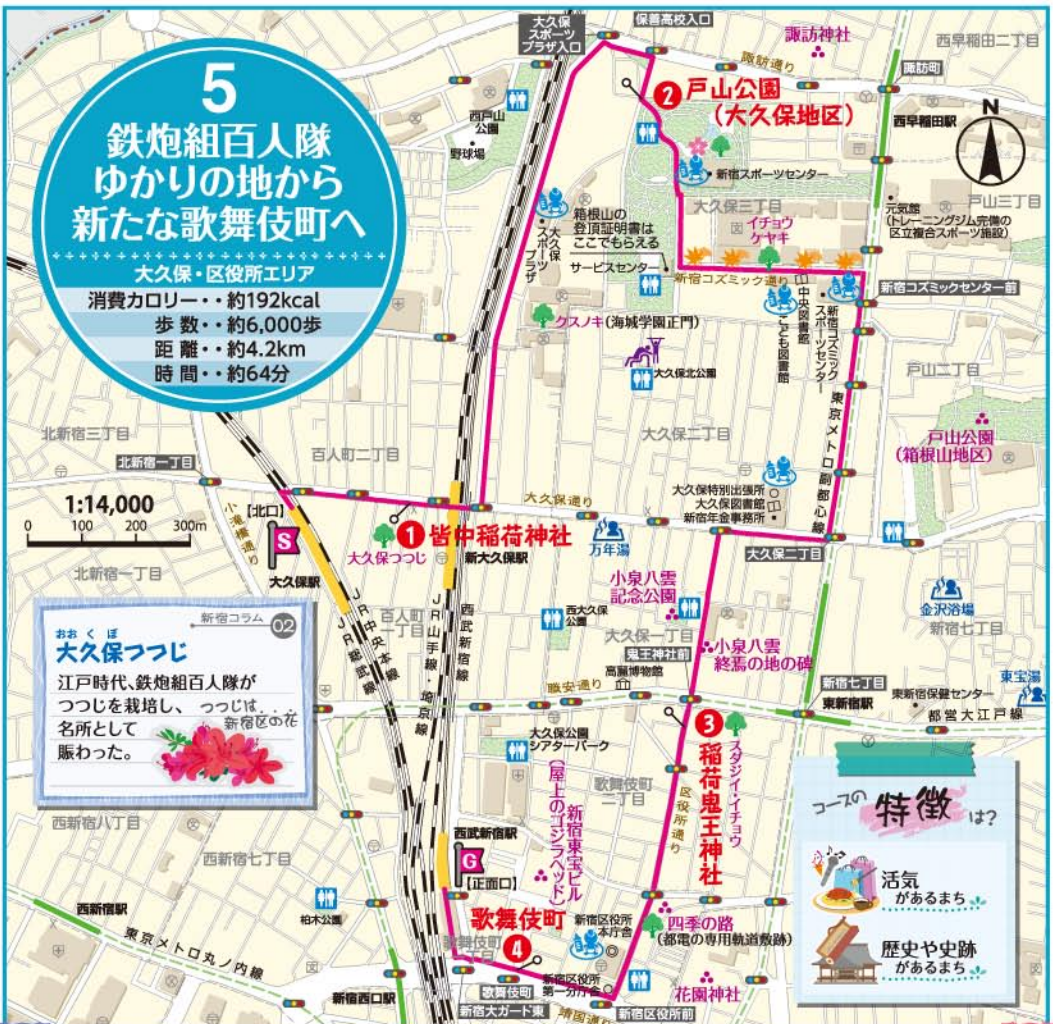 5
鉄炮組百人隊
ゆかりの地から
新たな歌舞伎町へ
大久保・区役所エリア
消費カロリー・・約192kcal
歩 数・・約6,000歩
距 離・・約4.2km
時 間・・約64分
大久保
スポーツ
プラザ入口
保善高校入口
諏訪神社
諏訪通り
西早稲田二丁目
諏訪町
西早稲田駅
N
2 戸山公園
(大久保地区)
西戸山
公園
野球場
新宿スポーツセンター
大久保三丁目
戸山三丁目
元気館
(トレーニングジム完備の
区立複合スポーツ施設)
大久保
スポーツプラザ
箱根山の
登頂証明書は
ここでもらえる
サービスセンター
イチョウ
ケヤキ
新宿コズミック通り
新宿コズミックセンター前
中央図書館
こども図書館
新宿コズミック
スポーツセンター
クスノキ(海城学園正門)
大久保北公園
戸山二丁目
東京メトロ副都心線
戸山公園
(箱根山地区)
北新宿三丁目
百人町二丁目
大久保二丁目
北新宿一丁目
1:14,000
0 100 200 300m
小滝橋通り
【北口】
S
大久保駅
大久保通り
大久保特別出張所
大久保図書館
新宿年金事務所
1 皆中稲荷神社
大久保つつじ
新大久保駅
万年湯
大久保二丁目
北新宿一丁目
小泉八雲
記念公園
金沢浴場
新宿七丁目
新宿コラム 02
おおくぼ
大久保つつじ
江戸時代、鉄炮組百人隊が
つつじを栽培し、
名所として
賑わった。
つつじは...
新宿区の花
百人町
一丁目
JR中央本線
JR総武線
JR山手線・埼京線
西武新宿線
西大久保
公園
大久保一丁目
鬼王神社前
小泉八雲
終焉の地の碑
高麗博物館
職安通り
新宿七丁目
東新宿駅
東新宿保健センター
東宝湯
都営大江戸線
3 稲荷鬼王神社
スダジイ・イチョウ
大久保公園
シアターパーク
歌舞伎町
二丁目
区役所通り
新宿東宝ビル
(屋上のゴジラヘッド)
コースの
特徴
は?
活気
があるまち
歴史や史跡
があるまち
西新宿八丁目
西新宿七丁目
西武新宿駅
G
【正面口】
柏木公園
西新宿駅
東京メトロ丸ノ内線
歌舞伎町
4
歌舞伎町
一丁目
新宿区役所
本庁舎
四季の路
(都電の専用軌道敷跡)
新宿区役所
第一分庁舎
花園神社
歌舞伎町
新宿西口駅
新宿大ガード東
靖国通り
新宿区役所前